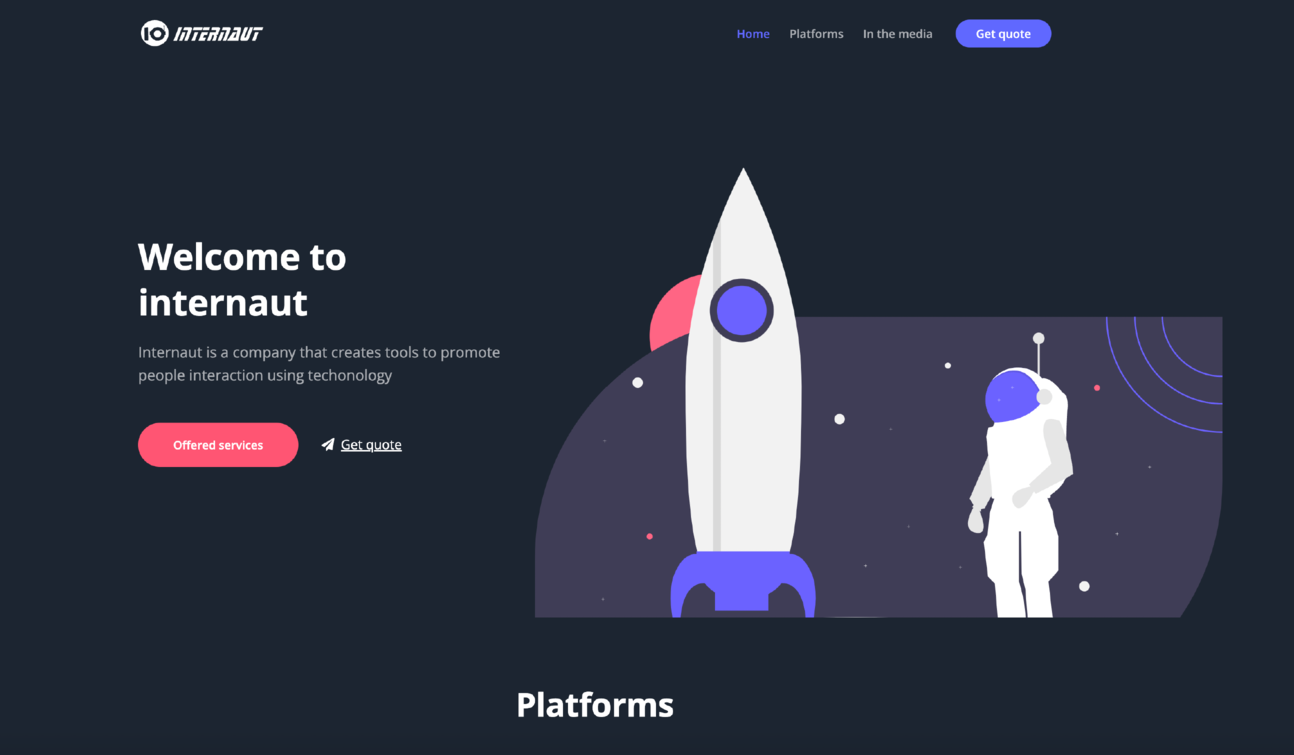 INTERNAUT
Home Platforms In the media Get quote
Welcome to
internaut
Internaut is a company that creates tools to promote
people interaction using techonology
Offered services Get quote
Platforms